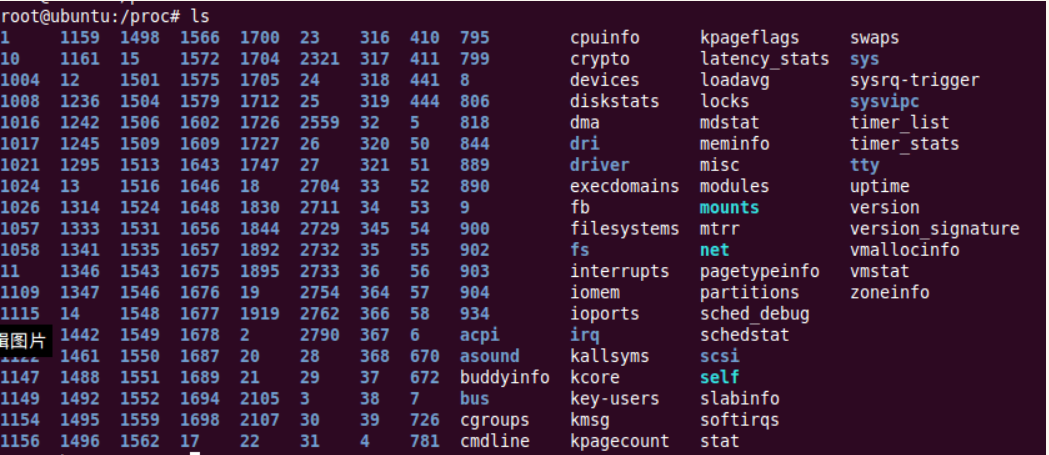 root@ubuntu:/proc# ls
1 1159 1498 1566 1700 23 316 410 795 cpuinfo kpageflags swaps
10 1161 15 1572 1704 2321 317 411 799 crypto latency_stats sys
1004 12 1501 1575 1705 24 318 441 8 devices loadavg sysrq-trigger
1008 1236 1504 1579 1712 25 319 444 806 diskstats locks sysvipc
1016 1242 1506 1602 1726 2559 32 5 818 dma mdstat timer_list
1017 1245 1509 1609 1727 26 320 50 844 dri meminfo timer_stats
1021 1295 1513 1643 1747 27 321 51 889 driver misc tty
1024 13 1516 1646 18 2704 33 52 890 execdomains modules uptime
1026 1314 1524 1648 1830 2711 34 53 9 fb mounts version
1057 1333 1531 1656 1844 2729 345 54 900 filesystems mtrr version_signature
1058 1341 1535 1657 1892 2732 35 55 902 fs net vmallocinfo
11 1346 1543 1675 1895 2733 36 56 903 interrupts pagetypeinfo vmstat
1109 1347 1546 1676 19 2754 364 57 904 iomem partitions zoneinfo
1115 14 1548 1677 1919 2762 366 58 934 ioports sched_debug
图片 1442 1549 1678 2 2790 367 6 acpi irq schedstat
1461 1550 1687 20 28 368 670 asound kallsyms scsi
1147 1488 1551 1689 21 29 37 672 buddyinfo kcore self
1149 1492 1552 1694 2105 3 38 7 bus key-users slabinfo
1154 1495 1559 1698 2107 30 39 726 cgroups kmsg softirqs
1156 1496 1562 17 22 31 4 781 cmdline kpagecount stat